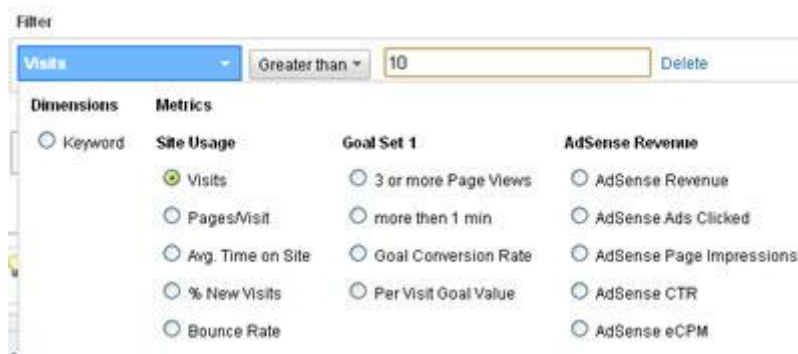 Filter
Visits Greater than 10 Delete
Dimensions Metrics
Keyword Site Usage Goal Set 1 AdSense Revenue
Visits 3 or more Page Views AdSense Revenue
Pages/Visit more then 1 min AdSense Ads Clicked
Avg. Time on Site Goal Conversion Rate AdSense Page Impressions
% New Visits Per Visit Goal Value AdSense CTR
Bounce Rate AdSense eCPM